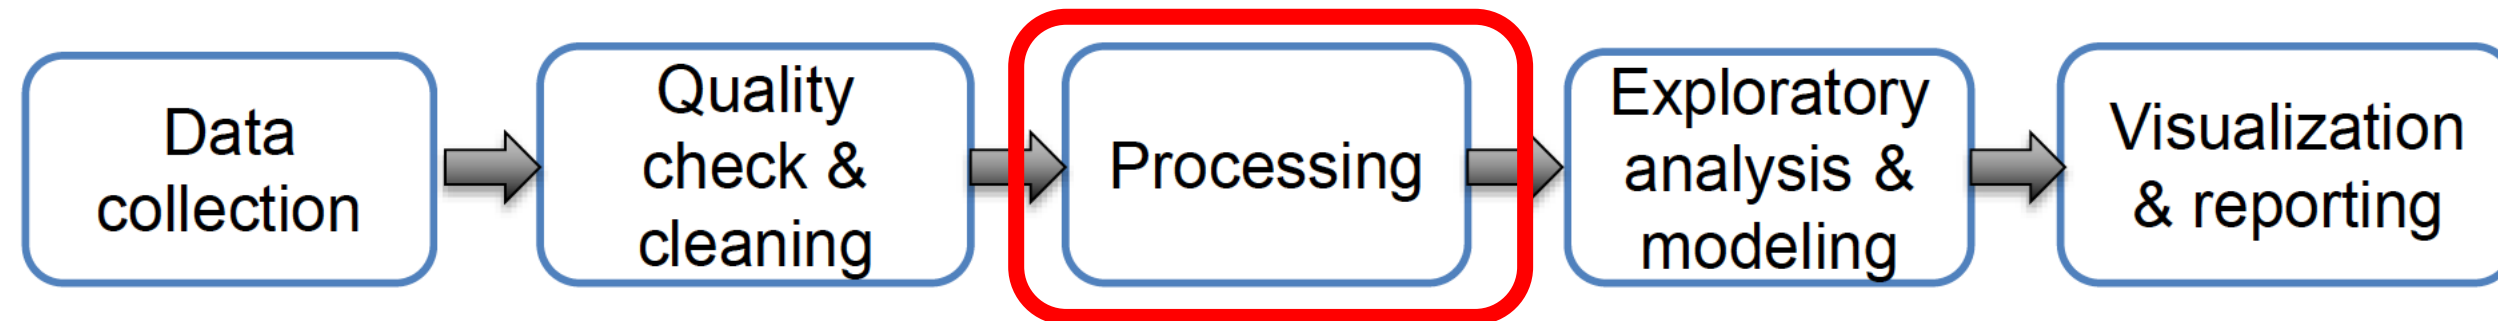 Data
collection
Quality
check &
cleaning
Processing
Exploratory
analysis &
modeling
Visualization
& reporting